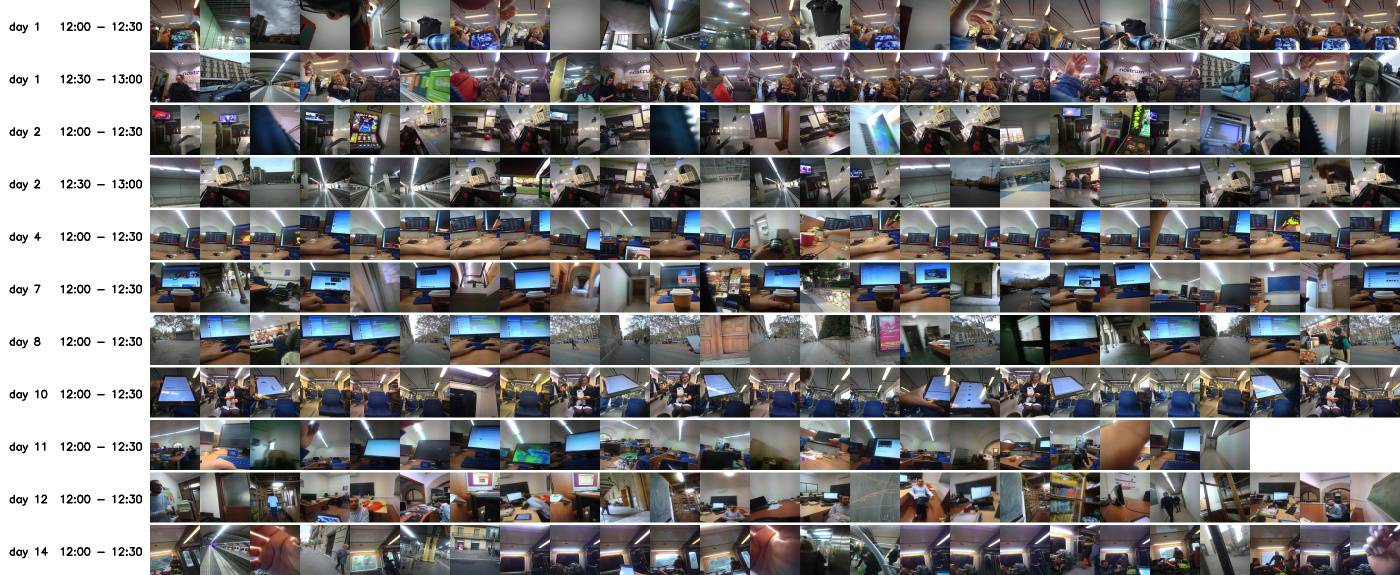 day 1 12:00 – 12:30
day 1 12:30 – 13:00
nostrum
nostrum
day 2 12:00 – 12:30
day 2 12:30 – 13:00
day 4 12:00 – 12:30
day 7 12:00 – 12:30
day 8 12:00 – 12:30
day 10 12:00 – 12:30
day 11 12:00 – 12:30
day 12 12:00 – 12:30
day 14 12:00 – 12:30